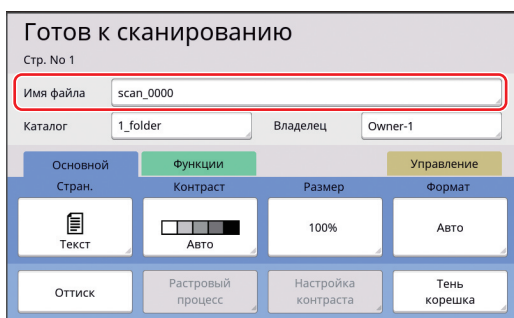 Готов к сканированию
Стр. No 1
Имя файла scan_0000
Каталог 1_folder Владелец Owner-1
Основной Функции Управление
Стран. Контраст Размер Формат
Текст Авто 100% Авто
Оттиск Растровый процесс Настройка контраста Тень корешка